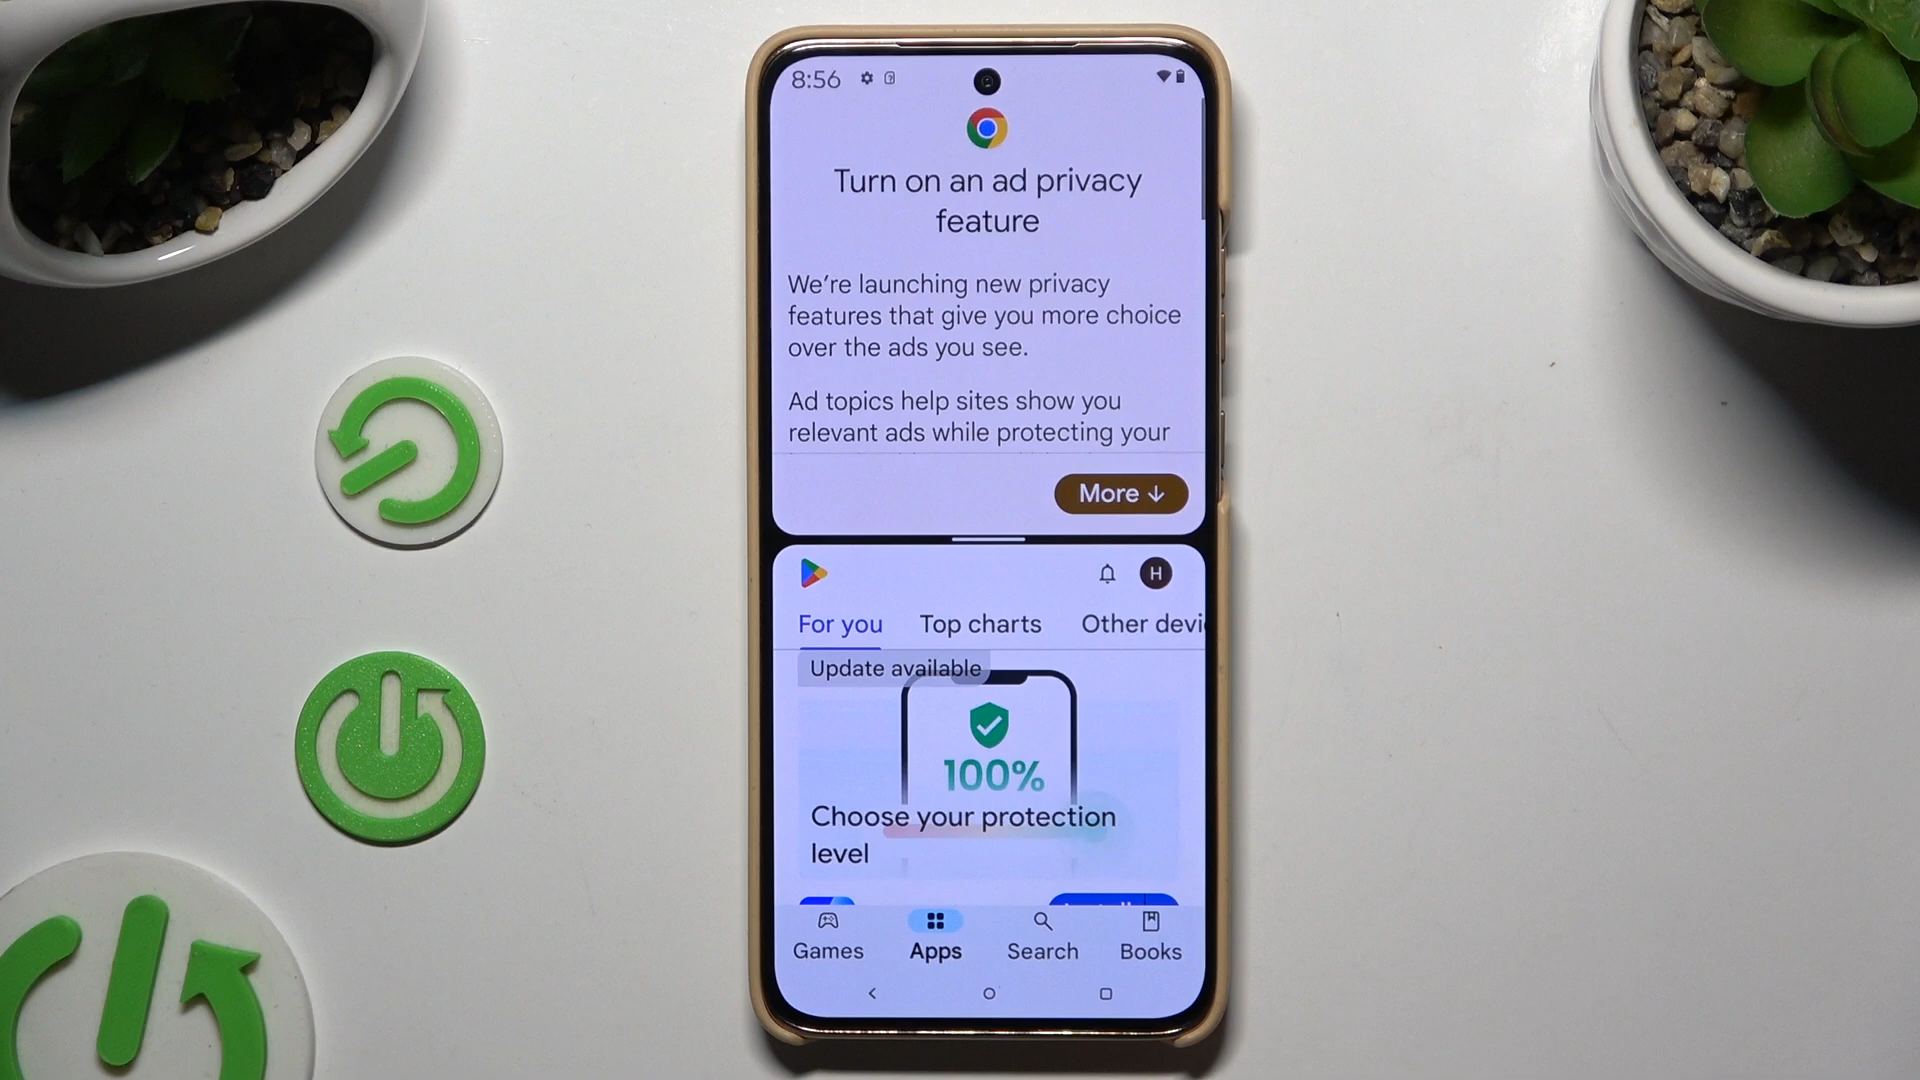 8:56
Turn on an ad privacy
feature
We're launching new privacy
features that give you more choice
over the ads you see.
Ad topics help sites show you
relevant ads while protecting your
More ↓
H
For you Top charts Other devi
Update available
100%
Choose your protection
level
Games Apps Search Books